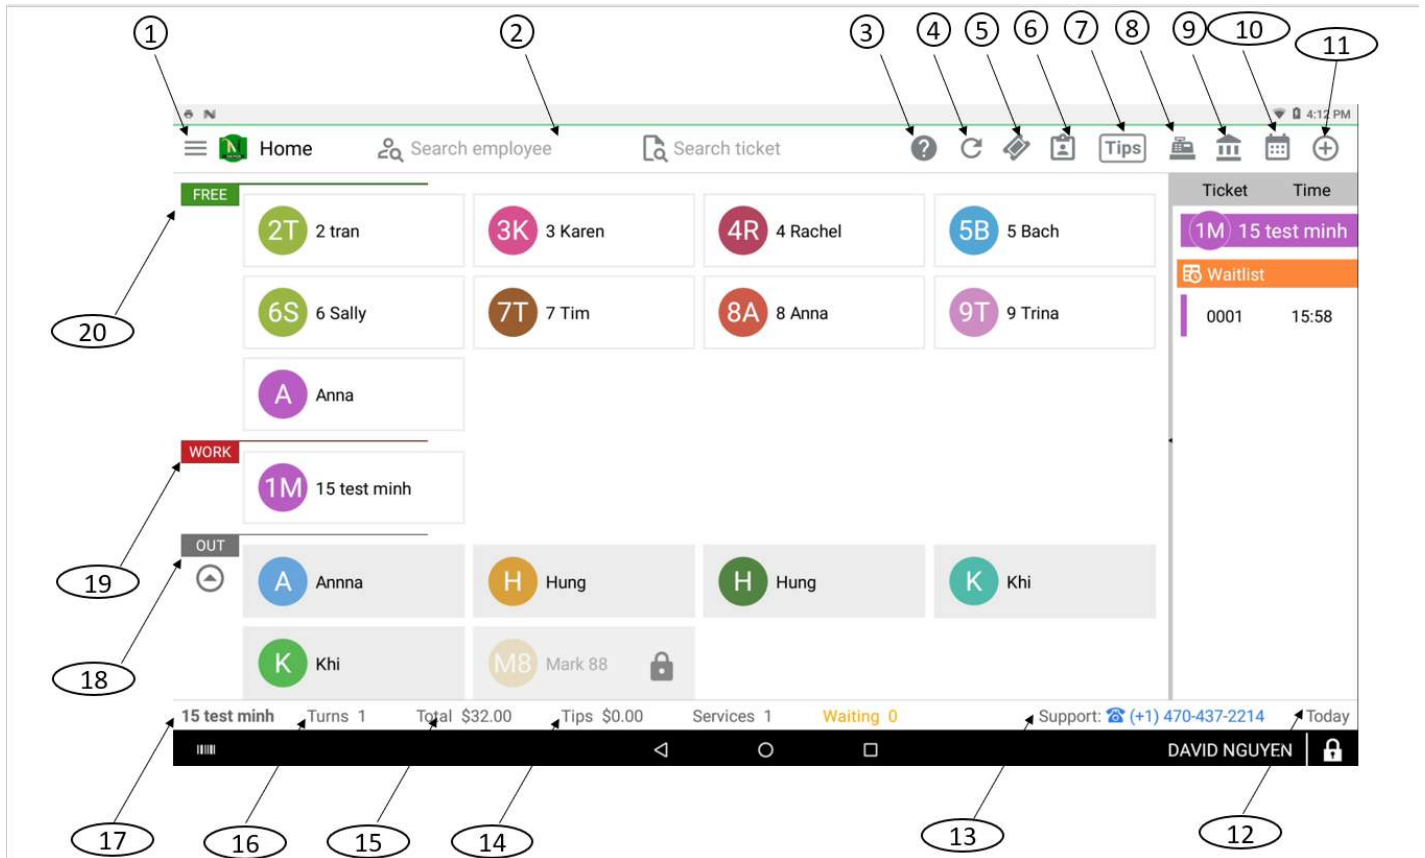 1 2 3 4 5 6 7 8 9 10 11
4:12 PM
N Home Search employee Search ticket ? Tips
FREE
2T 2 tran 3K 3 Karen 4R 4 Rachel 5B 5 Bach
6S 6 Sally 7T 7 Tim 8A 8 Anna 9T 9 Trina
A Anna
Ticket Time
1M 15 test minh
Waitlist
0001 15:58
20
WORK
1M 15 test minh
19
OUT
A Annna H Hung H Hung K Khi
K Khi M8 Mark 88
18
15 test minh Turns 1 Total $32.00 Tips $0.00 Services 1 Waiting 0 Support: (+1) 470-437-2214 Today
DAVID NGUYEN
17 16 15 14 13 12